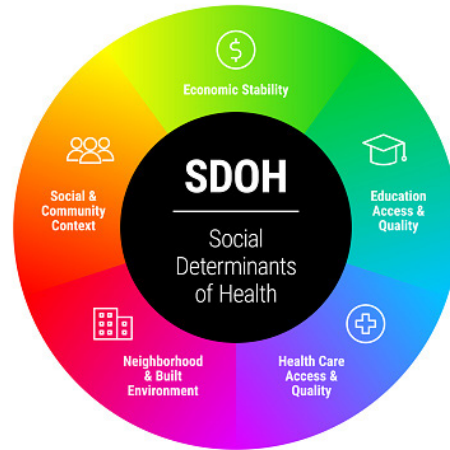 Economic Stability
SDOH
Social
Determinants
of Health
Education
Access &
Quality
Health Care
Access &
Quality
Neighborhood
& Built
Environment
Social &
Community
Context
$